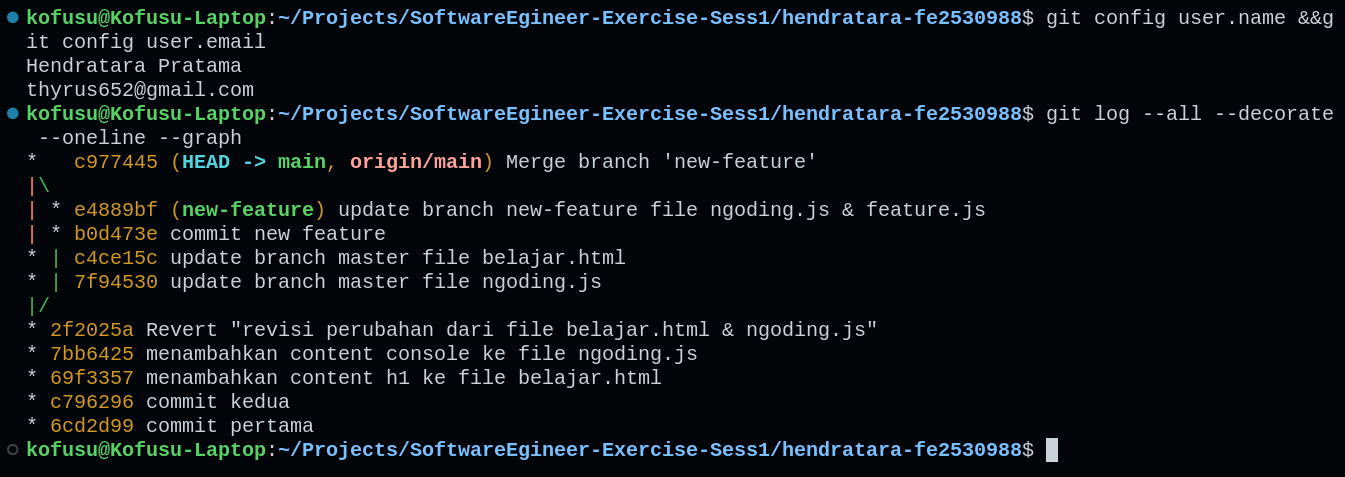 kofusu@Kofusu-Laptop:~/Projects/SoftwareEgineer-Exercise-Sess1/hendratara-fe2530988$ git config user.name &&g
it config user.email
Hendratara Pratama
thyrus652@gmail.com
kofusu@Kofusu-Laptop:~/Projects/SoftwareEgineer-Exercise-Sess1/hendratara-fe2530988$ git log --all --decorate
 --oneline --graph
*   c977445 (HEAD -> main, origin/main) Merge branch 'new-feature'
|\
| * e4889bf (new-feature) update branch new-feature file ngoding.js & feature.js
| * b0d473e commit new feature
* | c4ce15c update branch master file belajar.html
* | 7f94530 update branch master file ngoding.js
|/
* 2f2025a Revert "revisi perubahan dari file belajar.html & ngoding.js"
* 7bb6425 menambahkan content console ke file ngoding.js
* 69f3357 menambahkan content h1 ke file belajar.html
* c796296 commit kedua
* 6cd2d99 commit pertama
kofusu@Kofusu-Laptop:~/Projects/SoftwareEgineer-Exercise-Sess1/hendratara-fe2530988$